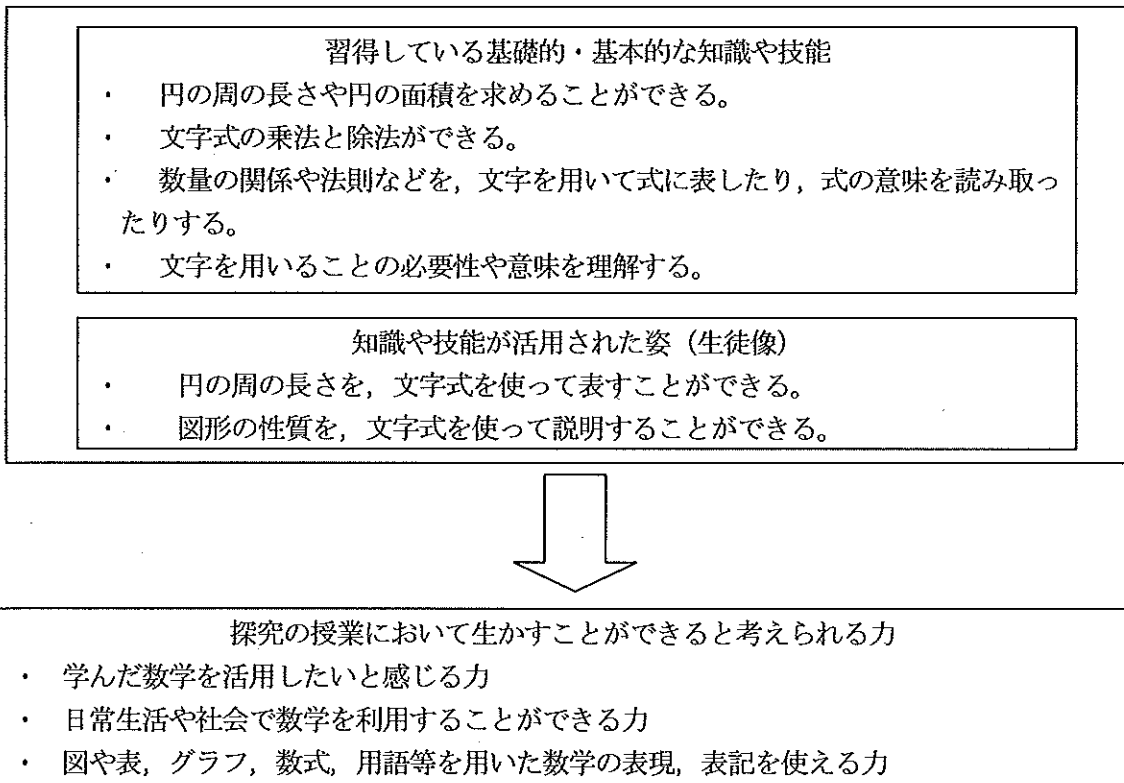 習得している基礎的・基本的な知識や技能
・ 円の周の長さや円の面積を求めることができる。
・ 文字式の乗法と除法ができる。
・ 数量の関係や法則などを，文字を用いて式に表したり，式の意味を読み取っ
たりする。
・ 文字を用いることの必要性や意味を理解する。
知識や技能が活用された姿（生徒像）
・ 円の周の長さを，文字式を使って表すことができる。
・ 図形の性質を，文字式を使って説明することができる。
探究の授業において生かすことができると考えられる力
・ 学んだ数学を活用したいと感じる力
・ 日常生活や社会で数学を利用することができる力
・ 図や表，グラフ，数式，用語等を用いた数学の表現，表記を使える力